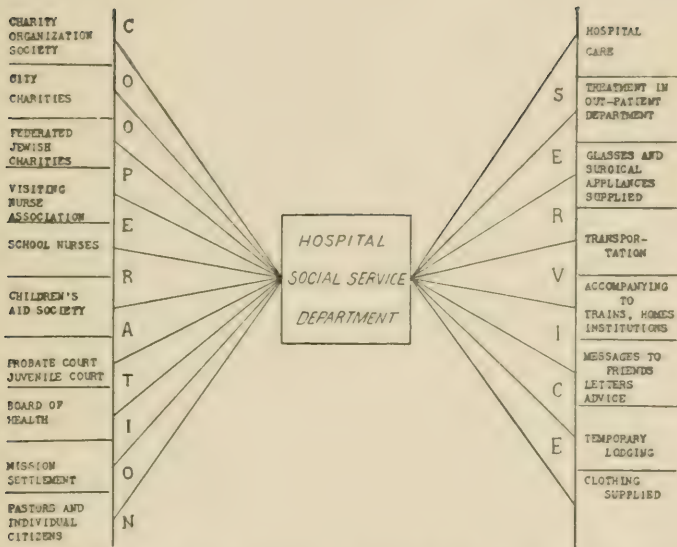 CHARITY
ORGANIZATION
SOCIETY
CITY
CHARITIES
FEDERATED
JEWISH
CHARITIES
VISITING
NURSE
ASSOCIATION
SCHOOL NURSES
CHILDREN'S
AID SOCIETY
PROBATE COURT
JUVENILE COURT
BOARD OF
HEALTH
MISSION
SETTLEMENT
PASTORS AND
INDIVIDUAL
CITIZENS
COOPERATION
HOSPITAL
SOCIAL SERVICE
DEPARTMENT
SERVICE
HOSPITAL
CARE
TREATMENT IN
OUT-PATIENT
DEPARTMENT
GLASSES AND
SURGICAL
APPLIANCES
SUPPLIED
TRANSPOR-
TATION
ACCOMPANYING
TO
TRAINS, HOMES
INSTITUTIONS
MESSAGES TO
FRIENDS
LETTERS
ADVICE
TEMPORARY
LODGING
CLOTHING
SUPPLIED